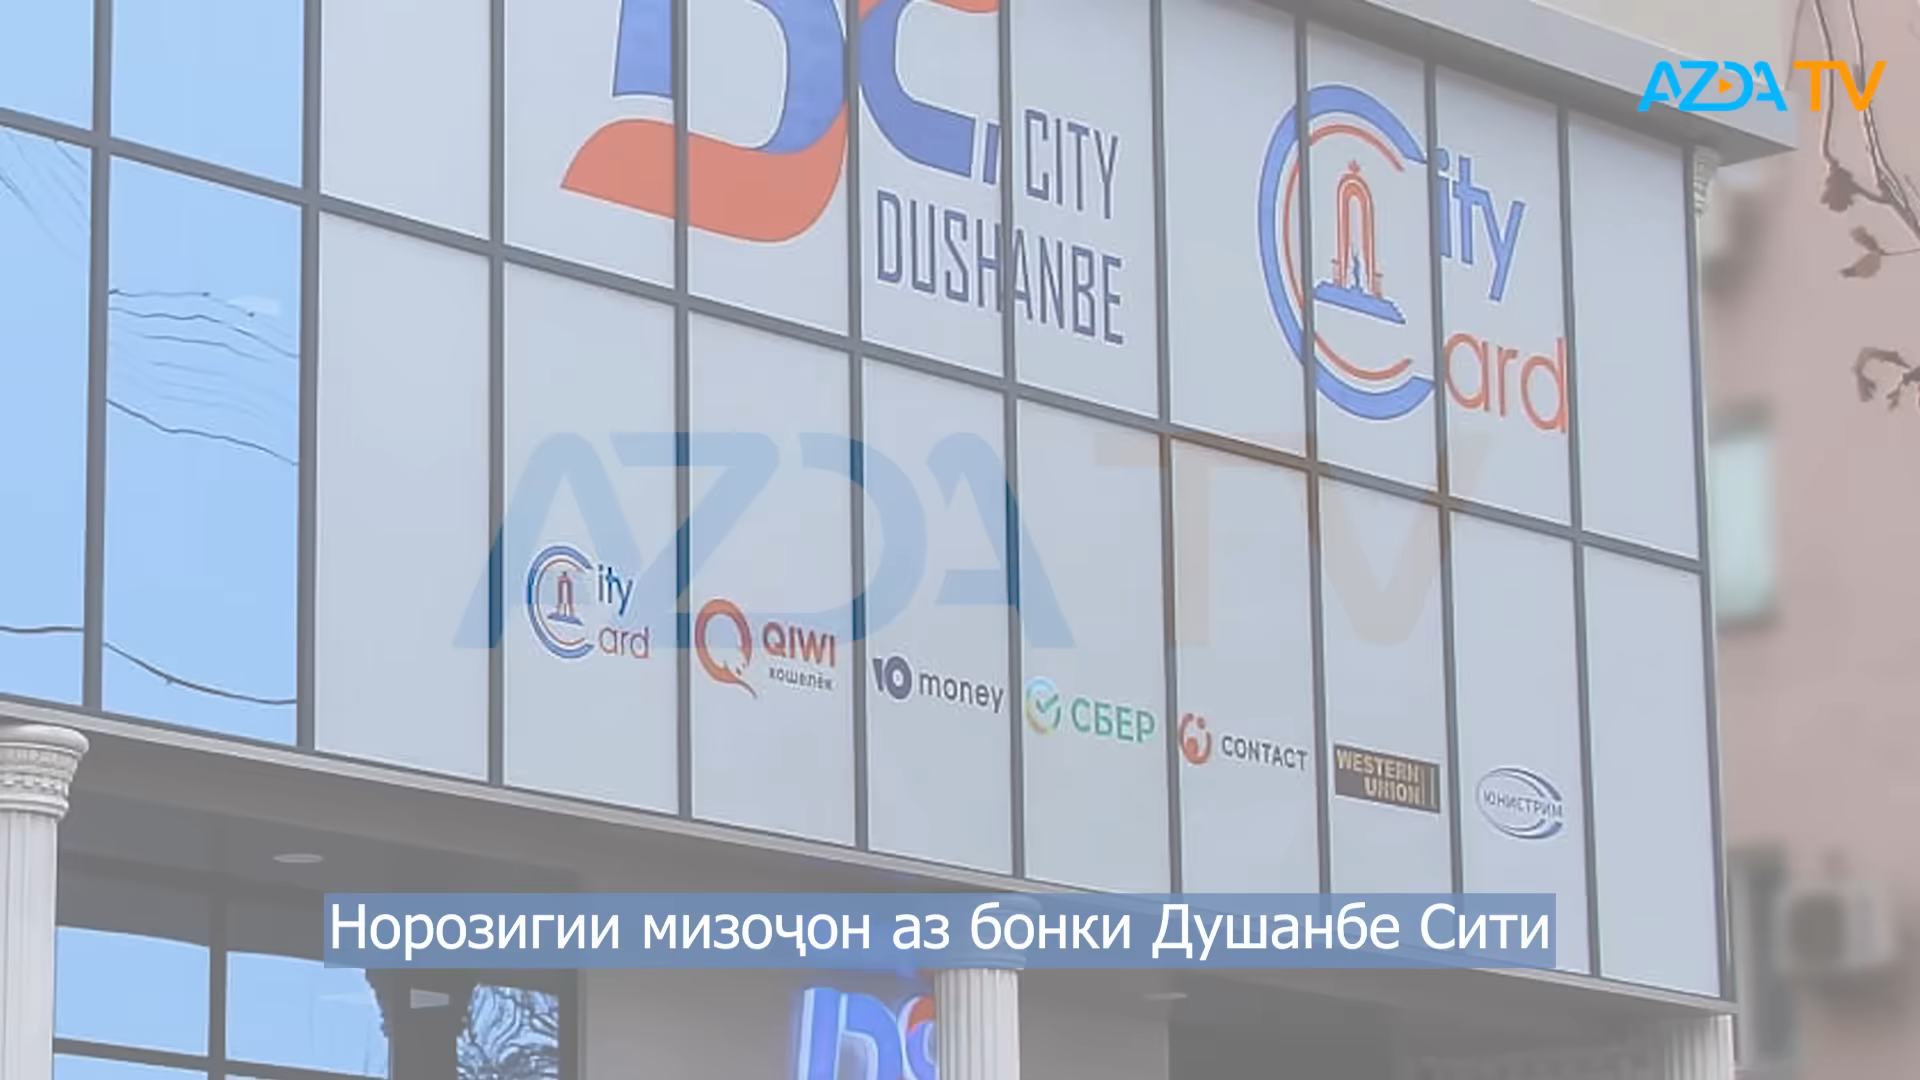 AZDA TV
DC
CITY
DUSHANBE
City
Card
AZDA TV
City
Card
QIWI
кошелёк
Ю money
СБЕР
CONTACT
WESTERN
UNION
ЮНИСТРИМ
Норозигии мизоҷон аз бонки Душанбе Сити
DC